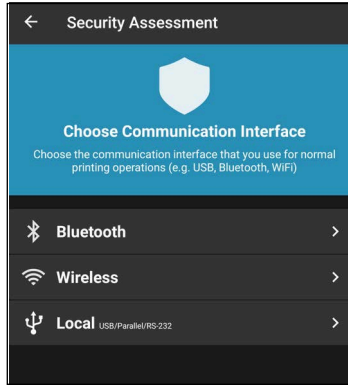 Security Assessment
Choose Communication Interface
Choose the communication interface that you use for normal
printing operations (e.g. USB, Bluetooth, WiFi)
Bluetooth
Wireless
Local USB/Parallel/RS-232